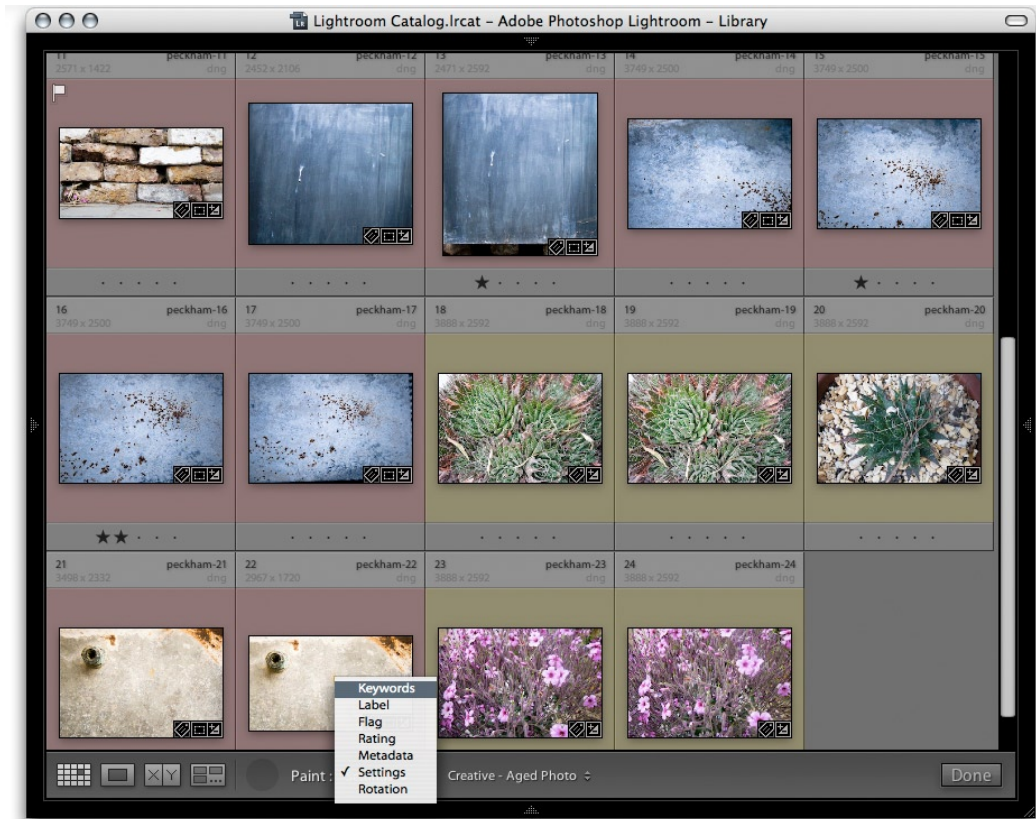 Lightroom Catalog.lrcat – Adobe Photoshop Lightroom – Library
11 peckham-11 12 peckham-12 13 peckham-13 14 peckham-14 15 peckham-15
2571 x 1422 dng 2452 x 2106 dng 2471 x 2592 dng 3749 x 2500 dng 3749 x 2500 dng
16 peckham-16 17 peckham-17 18 peckham-18 19 peckham-19 20 peckham-20
3749 x 2500 dng 3749 x 2500 dng 3888 x 2592 dng 3888 x 2592 dng 3888 x 2592 dng
21 peckham-21 22 peckham-22 23 peckham-23 24 peckham-24
3498 x 2332 dng 2967 x 1720 dng 3888 x 2592 dng 3888 x 2592 dng
Keywords
Label
Flag
Rating
Metadata
✓ Settings
Rotation
X Y
Paint : Creative - Aged Photo
Done